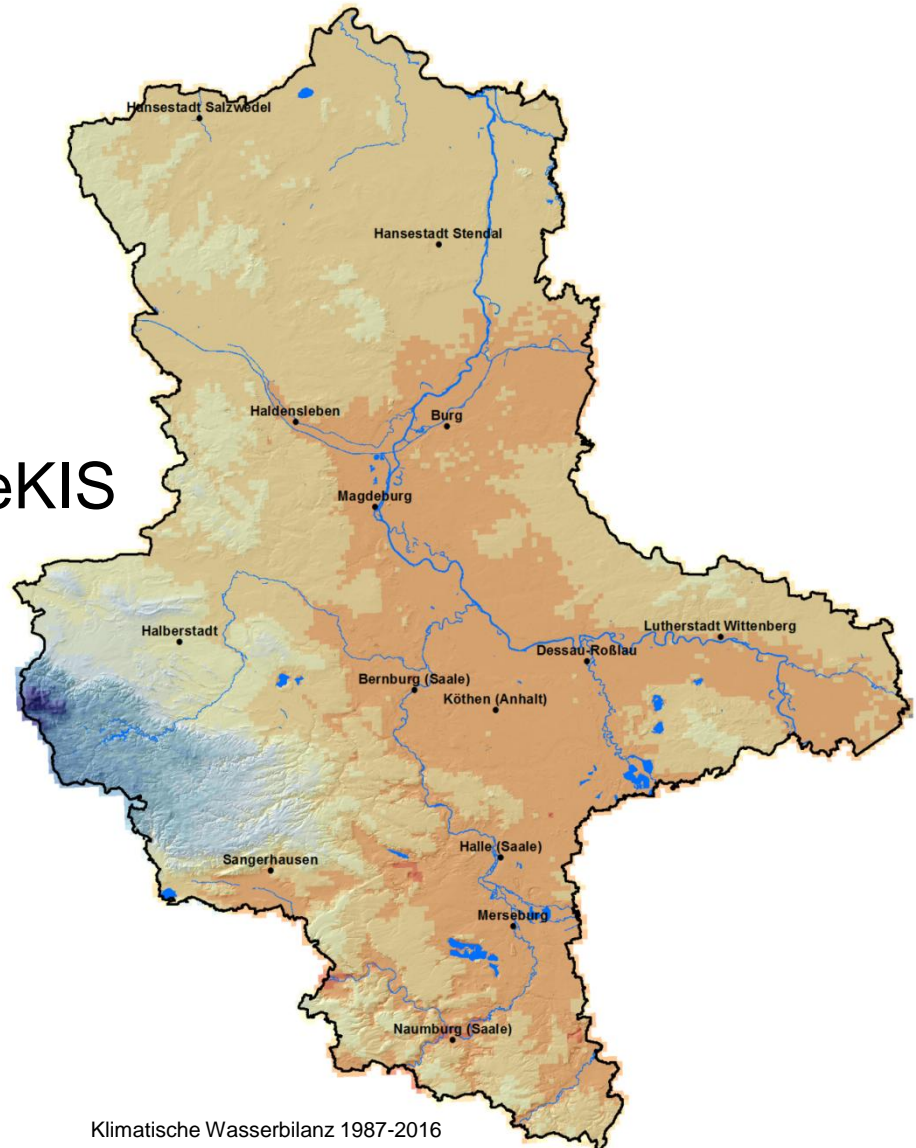 Hansestadt Salzwedel
Hansestadt Stendal
Haldensleben
Burg
eKIS
Magdeburg
Halberstadt
Lutherstadt Wittenberg
Dessau-Roßlau
Bernburg (Saale)
Köthen (Anhalt)
Halle (Saale)
Sangerhausen
Merseburg
Naumburg (Saale)
Klimatische Wasserbilanz 1987-2016